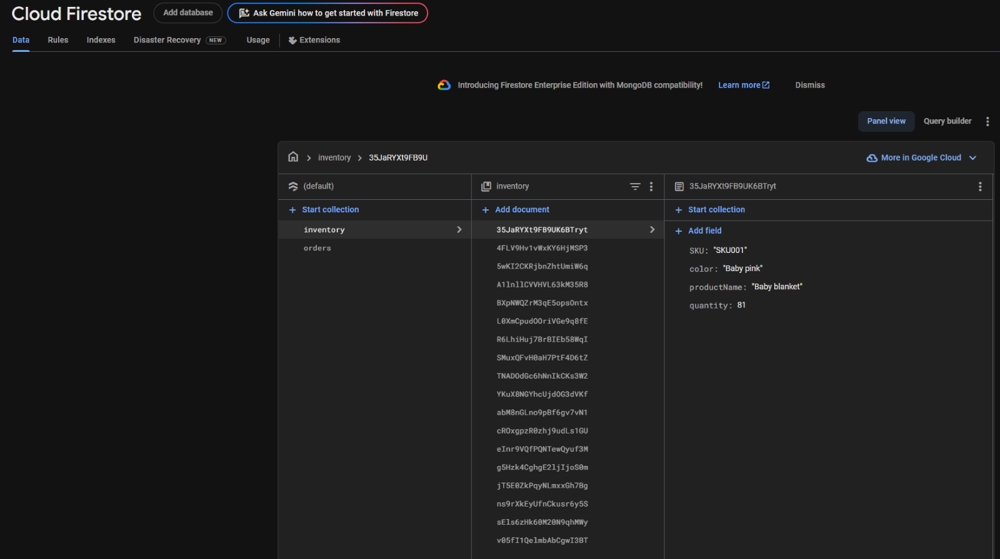 Cloud Firestore
Add database
Ask Gemini how to get started with Firestore
Data
Rules
Indexes
Disaster Recovery
NEW
Usage
Extensions
Introducing Firestore Enterprise Edition with MongoDB compatibility!
Learn more
Dismiss
Panel view
Query builder
inventory
35JaRYXt9FB9U
More in Google Cloud
(default)
Start collection
inventory
orders
inventory
Add document
35JaRYXt9FB9UK6BTryt
4FLV9Hv1vWxKY6HjMSP3
5wKI2CKRjbnZhtUmiW6q
A1lnllCVVHVL63kM35R8
BXpNWQZrM3qE5opsOntx
L0XmCpudOOriVGe9q8fE
R6LhiHuj7BrBIEb58WqI
SMuxQFvH0aH7PtF4D6tZ
TNADOdGc6hNnIkCKs3W2
YKuX8NGYhcUjdOG3dVKf
abM8nGLno9pBf6gv7vN1
cROxgpzR0zhj9udLs1GU
eInr9VQfPQNTewQyuf3M
g5Hzk4CghgE2ljIjoS0m
jT5E0ZkPqyNLmxxGh7Bg
ns9rXkEyUfnCkusr6y5S
sEls6zHk60M20N9qhMWy
v05fI1QelmbAbCgwI3BT
35JaRYXt9FB9UK6BTryt
Start collection
Add field
SKU: "SKU001"
color: "Baby pink"
productName: "Baby blanket"
quantity: 81